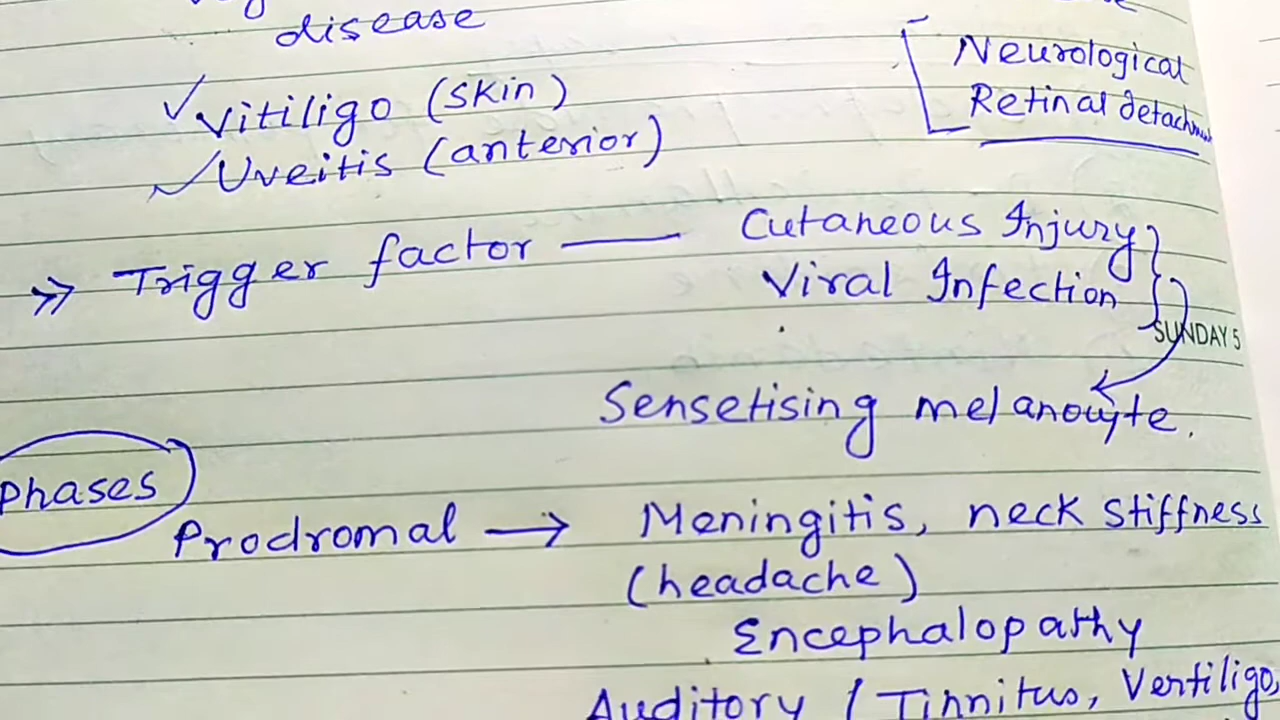 disease
Vitiligo (skin)
Uveitis (anterior)
Neurological
Retinal detachment
>> Trigger factor — Cutaneous Injury
Viral Infection
SUNDAY 5
Sensetising melanocyte.
Phases
Prodromal → Meningitis, neck stiffness
(headache)
Encephalopathy
Auditory / Tinnitus, Vertiligo,